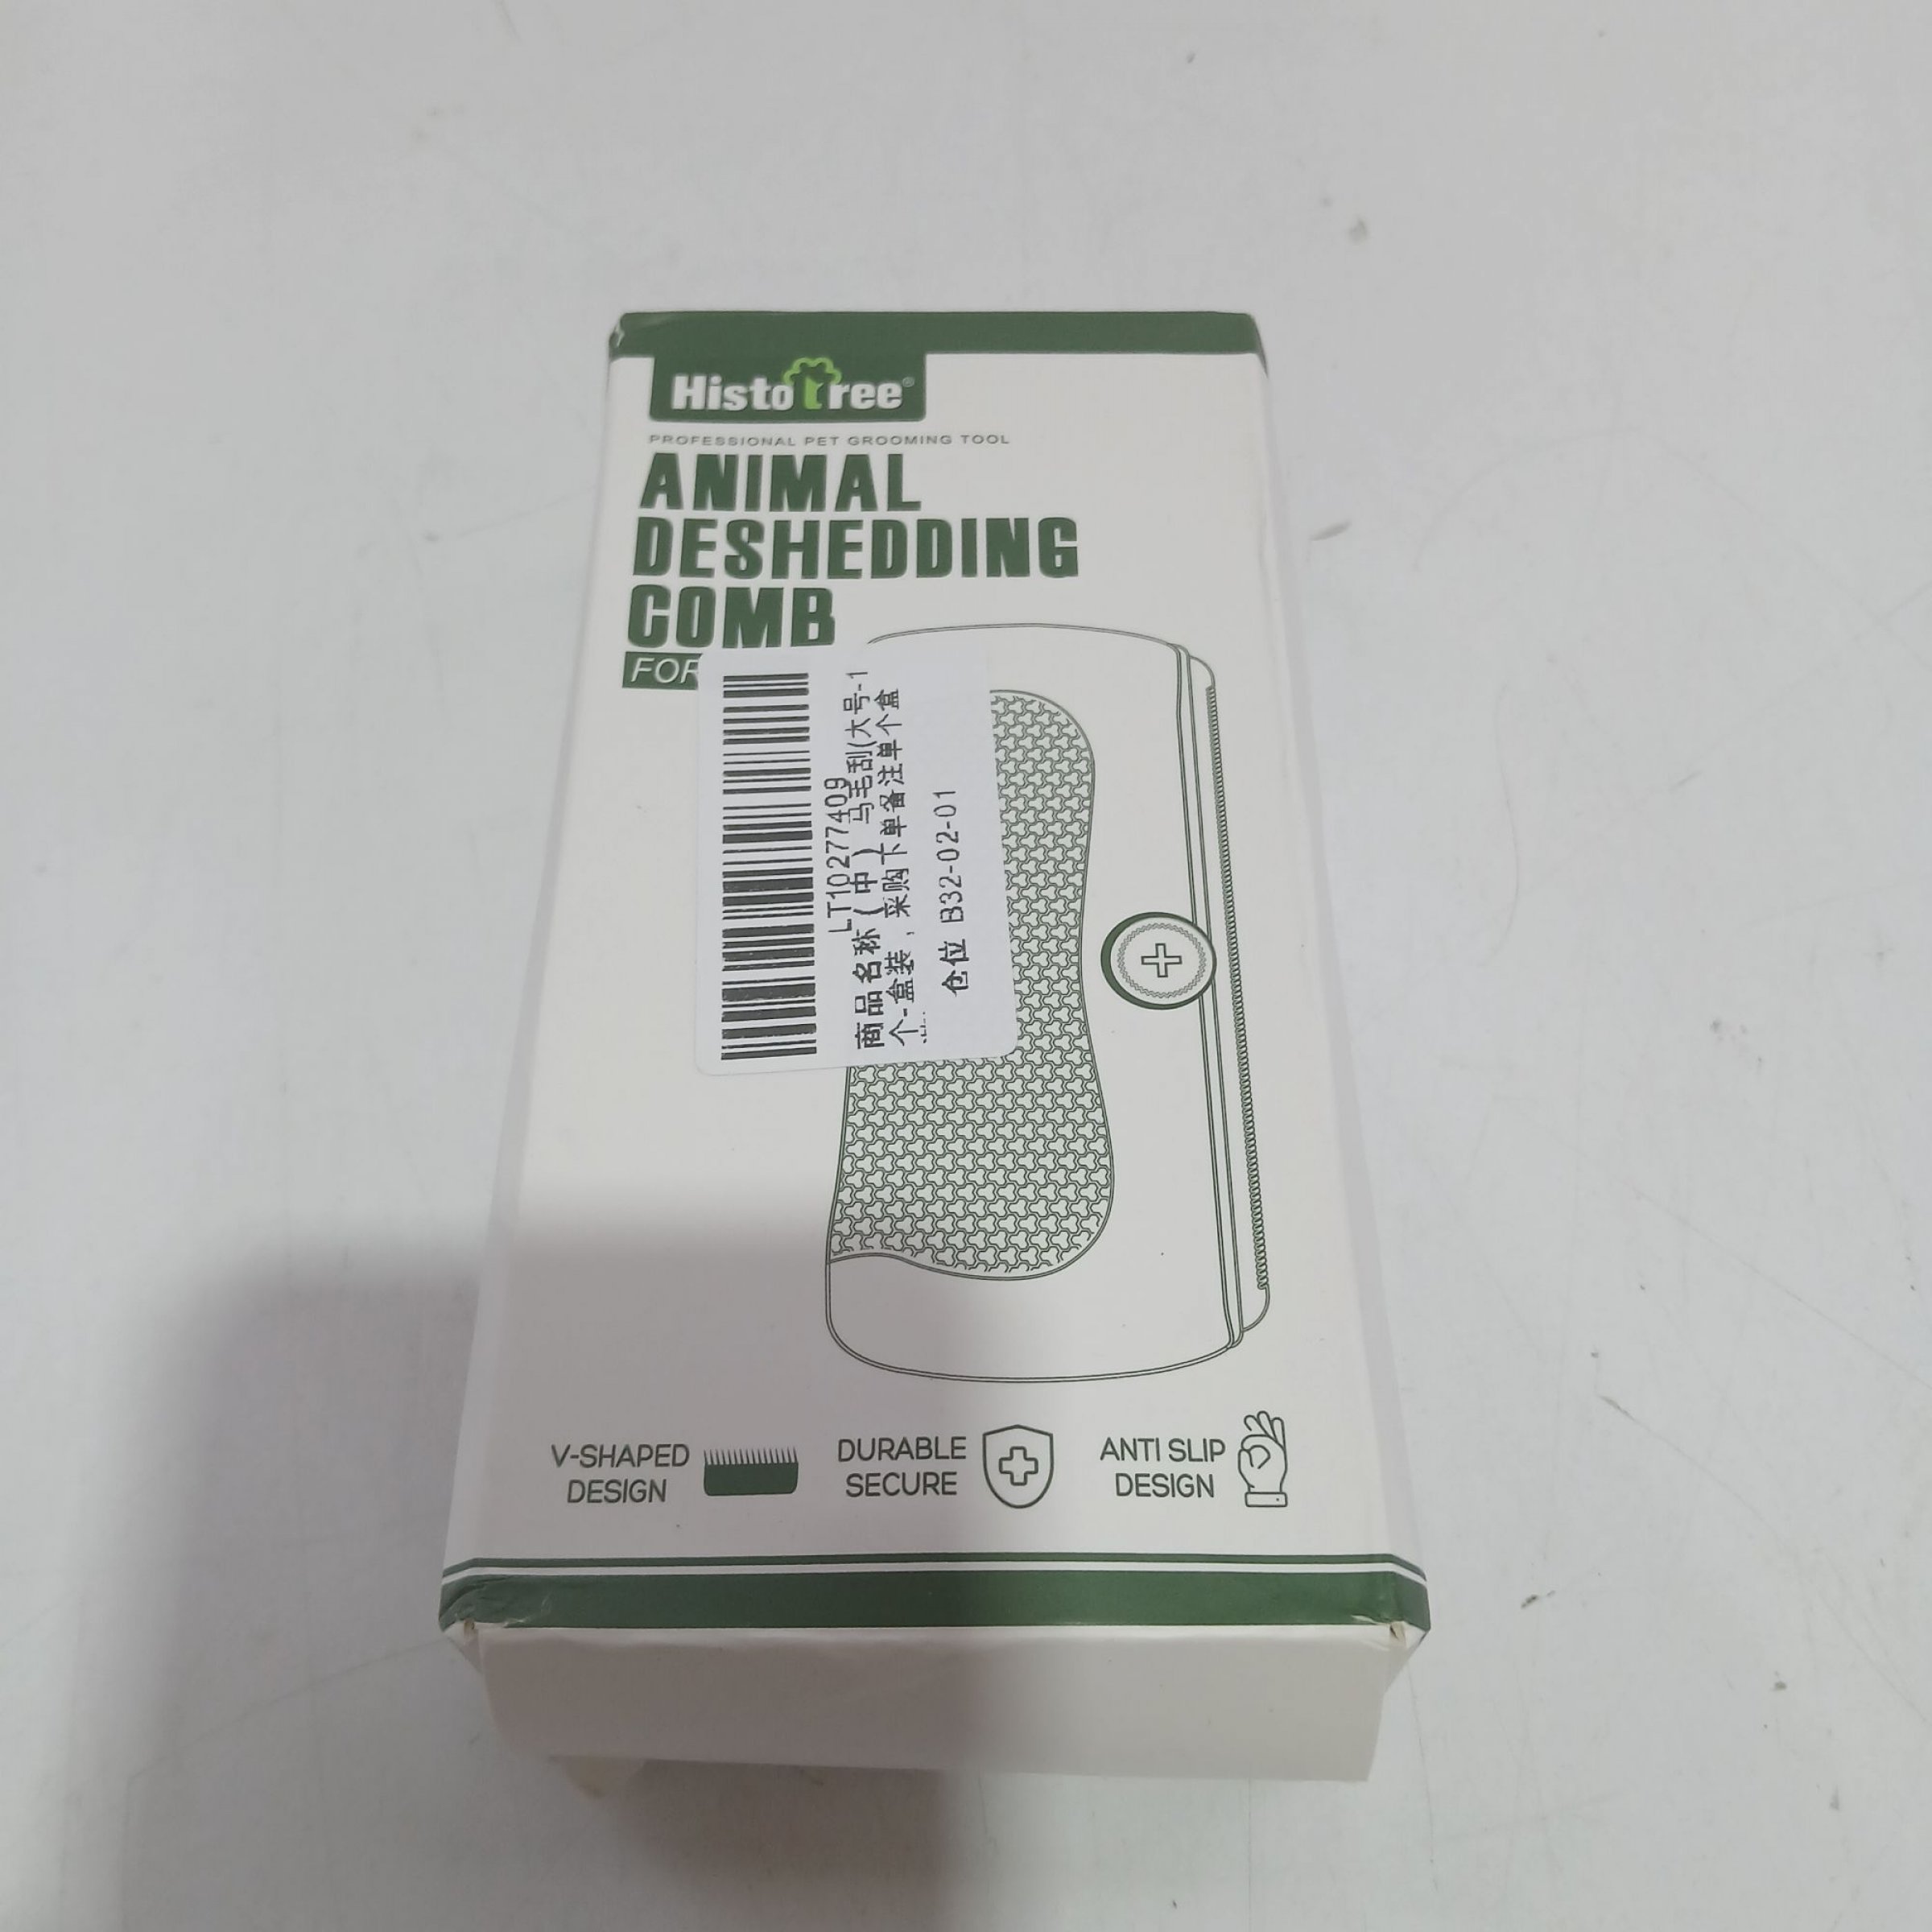 Histotree®
PROFESSIONAL PET GROOMING TOOL
ANIMAL
DESHEDDING
COMB
FOR
LT10277409
商品名称(中) 马毛刮(大号-1
个-盒装，采购下单备注单个盒
仓位 B32-02-01
V-SHAPED
DESIGN
DURABLE
SECURE
ANTI SLIP
DESIGN